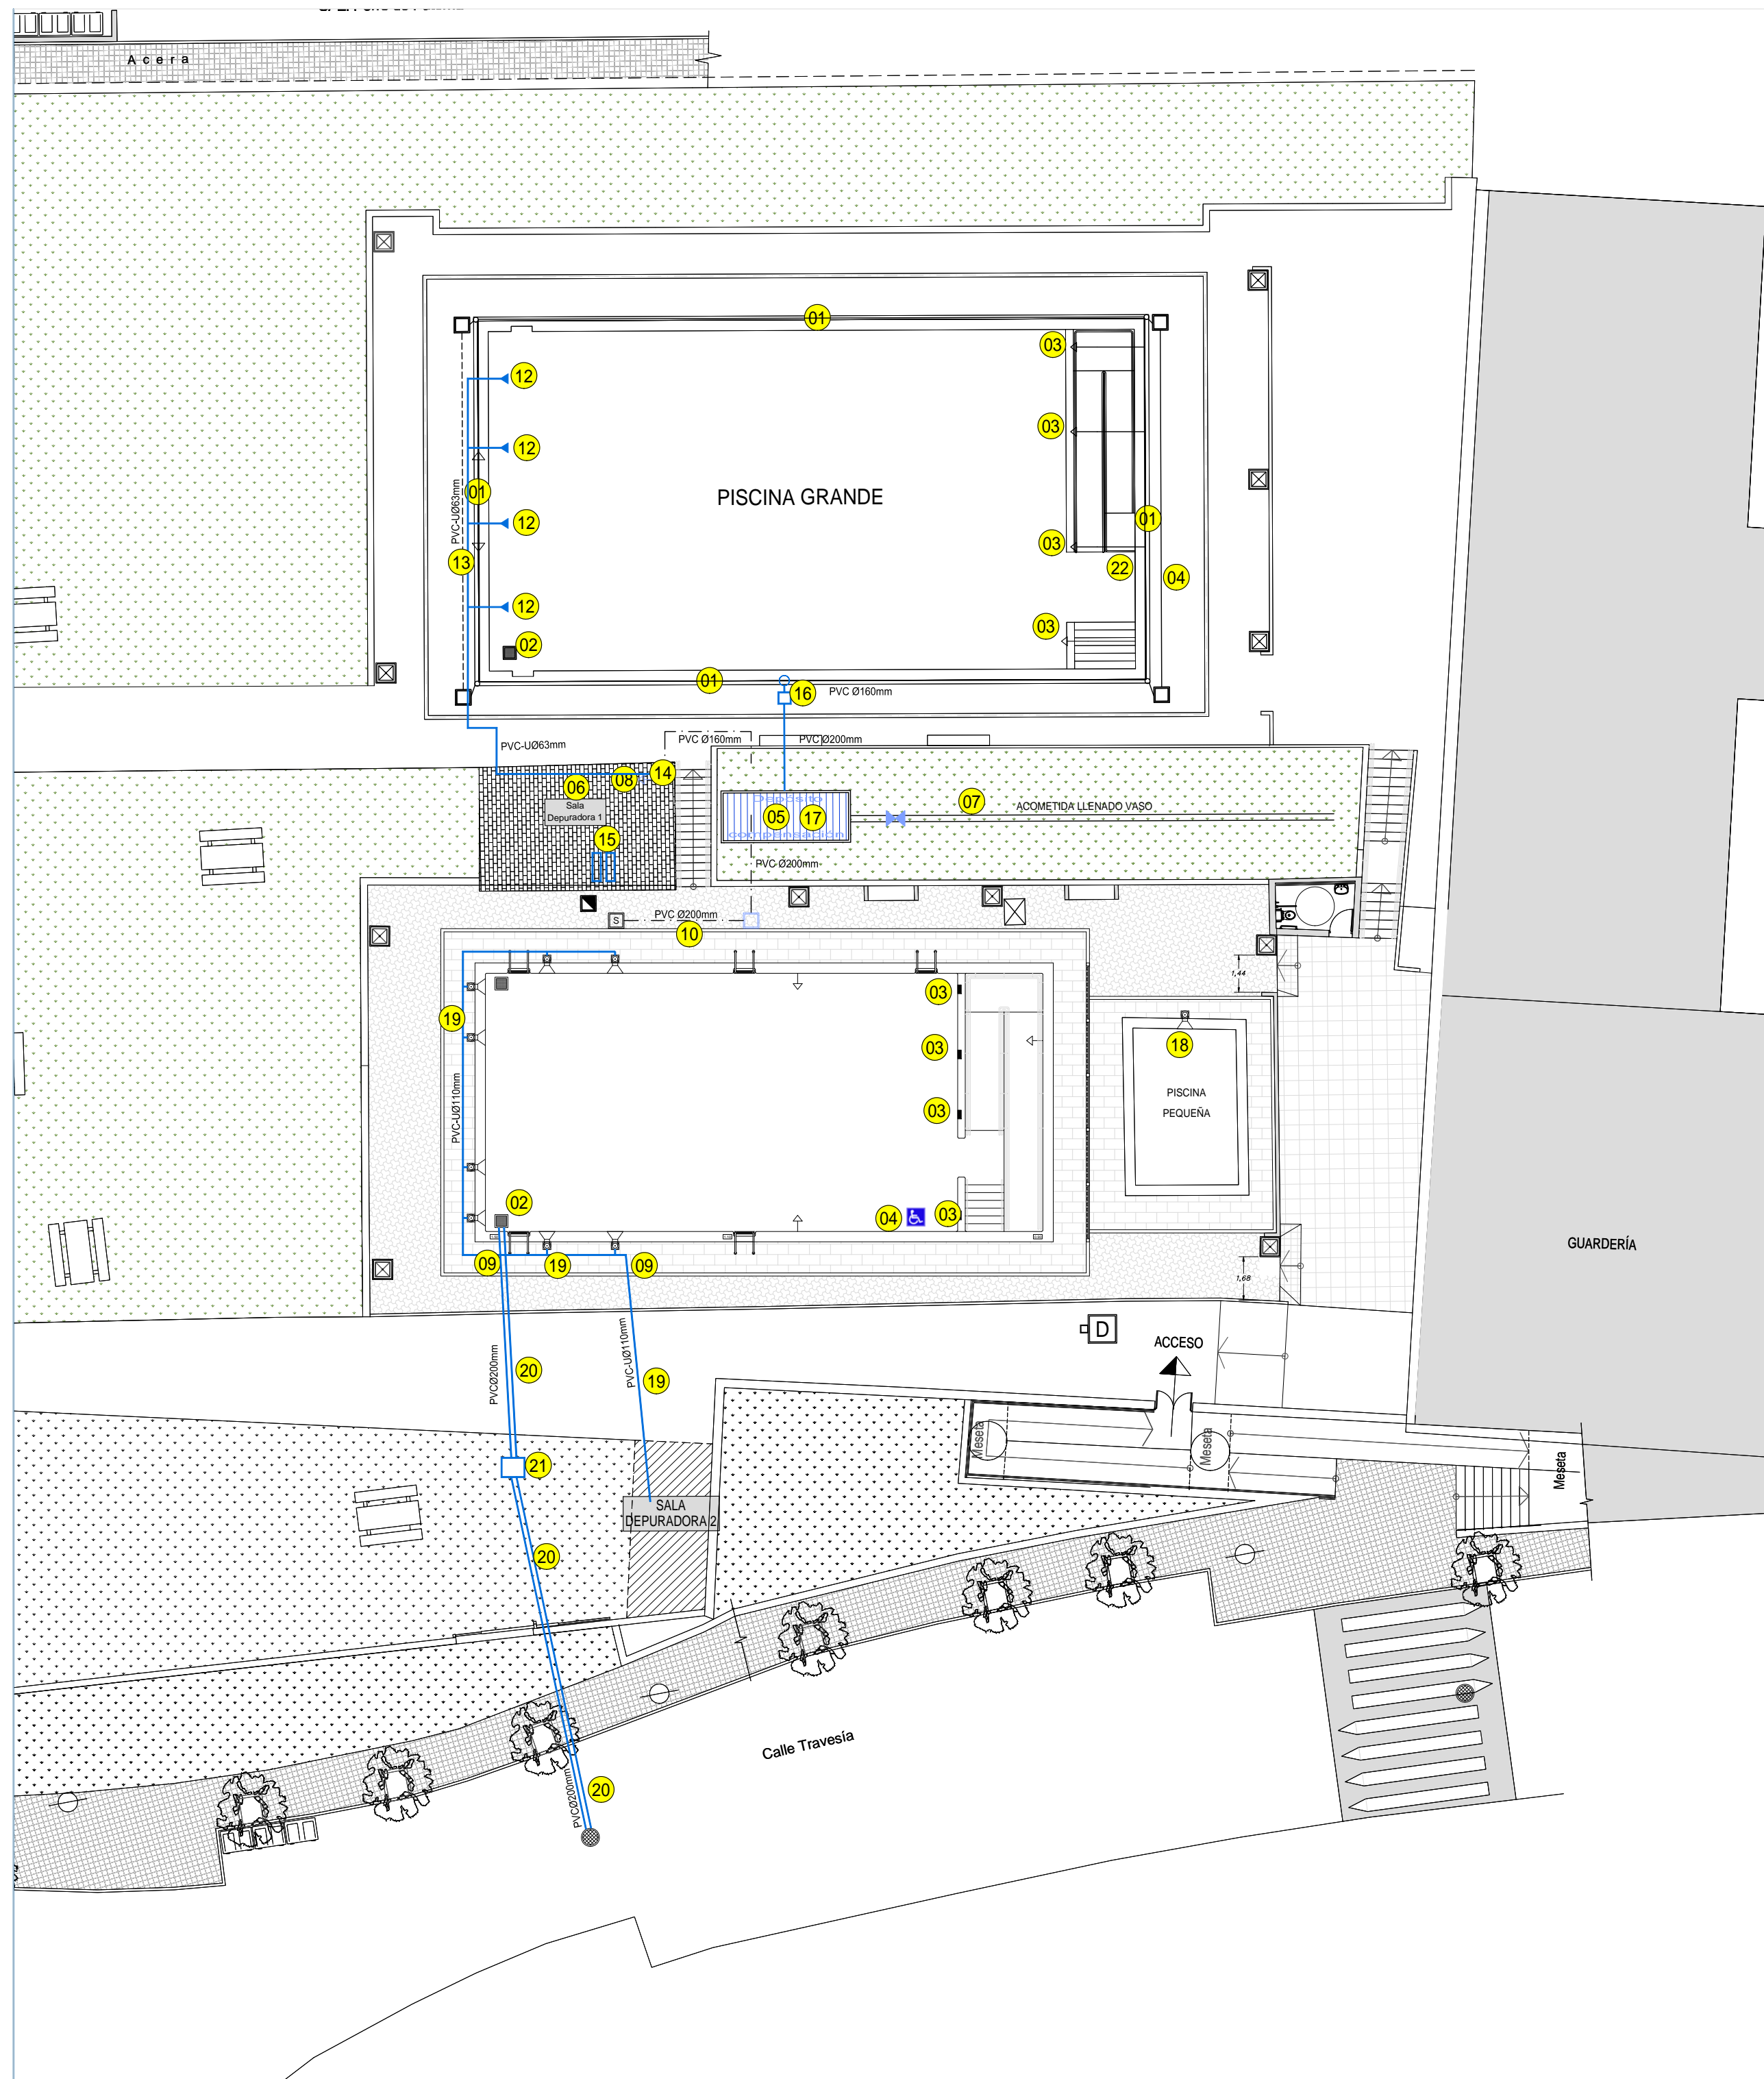 Acera
01
03
12
03
12
PVC-UØ63mm
01
PISCINA GRANDE
01
12
03
13
22
04
12
03
02
01
16
PVC Ø160mm
PVC-UØ63mm
PVC Ø160mm
PVC Ø200mm
14
08
06
Sala
Depuradora 1
15
Depósito
05
17
compensación
07
ACOMETIDA LLENADO VASO
PVC Ø200mm
S
PVC Ø200mm
10
1,44
03
19
03
18
PVC-UØ110mm
03
PISCINA
PEQUEÑA
02
04
03
09
19
09
GUARDERÍA
1,68
D
ACCESO
PVCØ200mm
20
PVC-UØ110mm
19
Meseta
Meseta
Meseta
21
SALA
DEPURADORA 2
20
Calle Travesía
PVCØ200mm
20